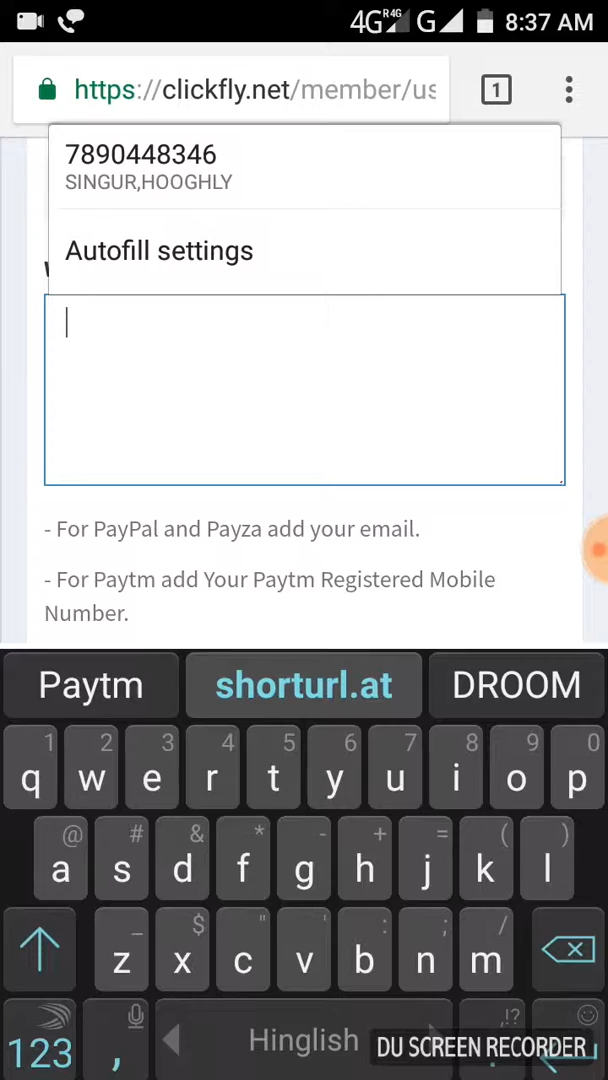 4G R4G G 8:37 AM
https://clickfly.net/member/us
1
7890448346
SINGUR,HOOGHLY
Autofill settings
- For PayPal and Payza add your email.
- For Paytm add Your Paytm Registered Mobile
Number.
Paytm shorturl.at DROOM
1 2 3 4 5 6 7 8 9 0
q w e r t y u i o p
@ # & * - + = ( )
a s d f g h j k l
_ $ " ' : ; /
z x c v b n m
,!?
123 , Hinglish .
DU SCREEN RECORDER